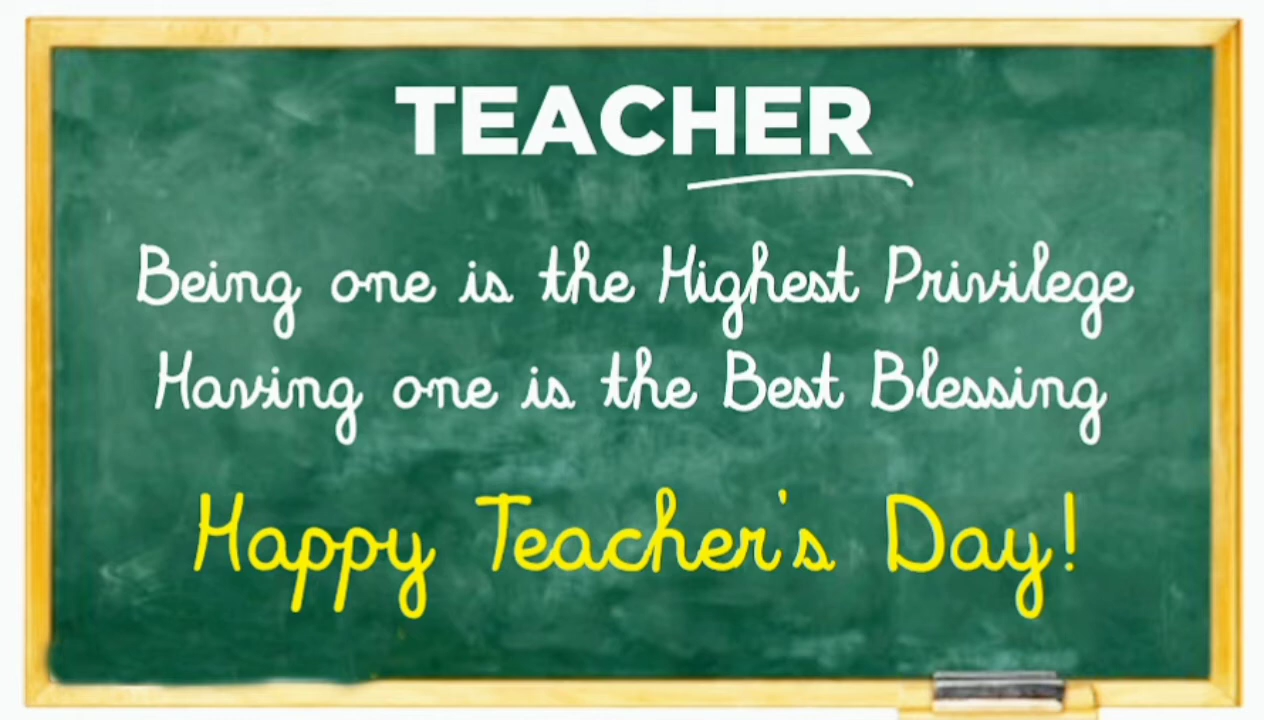 TEACHER
Being one is the Highest Privilege
Having one is the Best Blessing
Happy Teacher's Day!